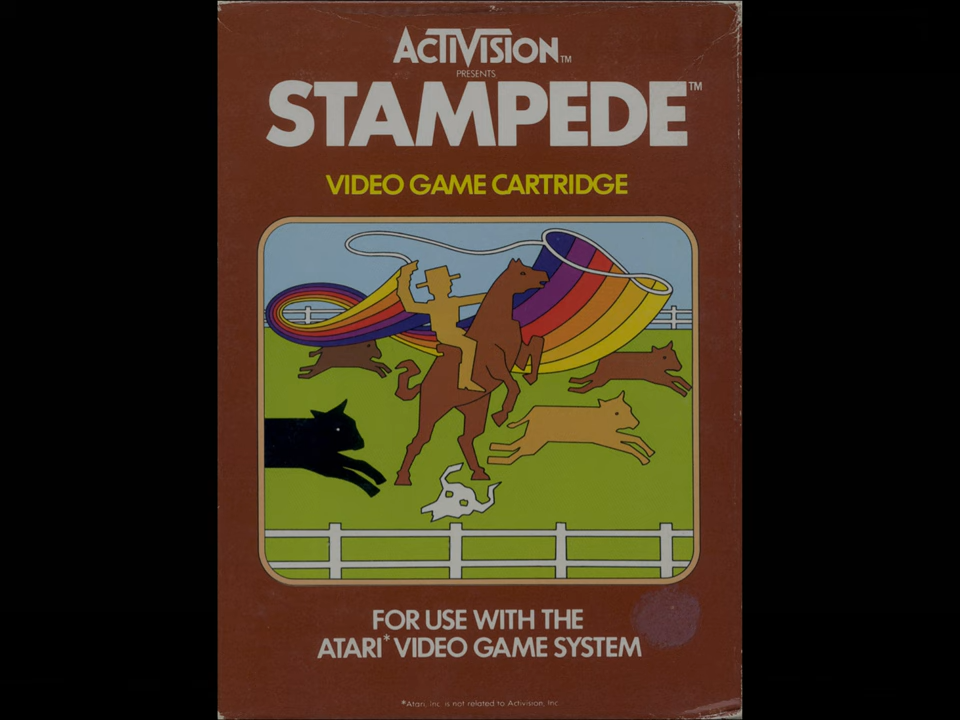 ACTIVISION™
PRESENTS
STAMPEDE™
VIDEO GAME CARTRIDGE
FOR USE WITH THE
ATARI* VIDEO GAME SYSTEM
*Atari, Inc. is not related to Activision, Inc.